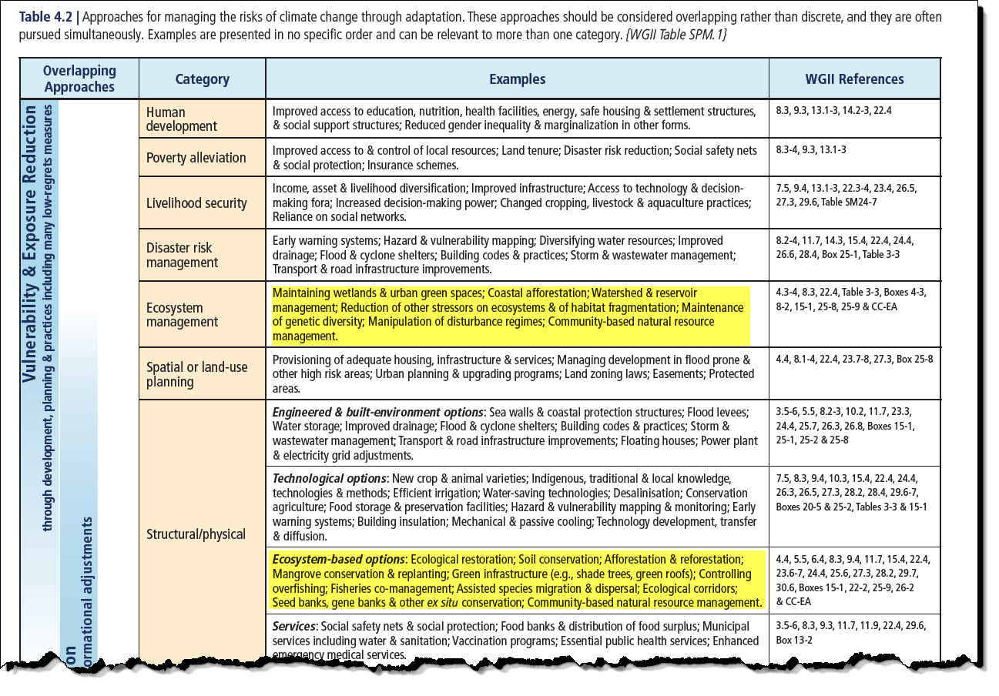 Table 4.2 | Approaches for managing the risks of climate change through adaptation. These approaches should be considered overlapping rather than discrete, and they are often
pursued simultaneously. Examples are presented in no specific order and can be relevant to more than one category. {WGII Table SPM.1}
Overlapping
Approaches
Category
Examples
WGII References
Vulnerability & Exposure Reduction
through development, planning & practices including many low-regrets measures
Human
development
Improved access to education, nutrition, health facilities, energy, safe housing & settlement structures,
& social support structures; Reduced gender inequality & marginalization in other forms.
8.3, 9.3, 13.1-3, 14.2-3, 22.4
Poverty alleviation
Improved access to & control of local resources; Land tenure; Disaster risk reduction; Social safety nets
& social protection; Insurance schemes.
8.3-4, 9.3, 13.1-3
Livelihood security
Income, asset & livelihood diversification; Improved infrastructure; Access to technology & decision-
making fora; Increased decision-making power; Changed cropping, livestock & aquaculture practices;
Reliance on social networks.
7.5, 9.4, 13.1-3, 22.3-4, 23.4, 26.5,
27.3, 29.6, Table SM24-7
Disaster risk
management
Early warning systems; Hazard & vulnerability mapping; Diversifying water resources; Improved
drainage; Flood & cyclone shelters; Building codes & practices; Storm & wastewater management;
Transport & road infrastructure improvements.
8.2-4, 11.7, 14.3, 15.4, 22.4, 24.4,
26.6, 28.4, Box 25-1, Table 3-3
Ecosystem
management
Maintaining wetlands & urban green spaces; Coastal afforestation; Watershed & reservoir
management; Reduction of other stressors on ecosystems & of habitat fragmentation; Maintenance
of genetic diversity; Manipulation of disturbance regimes; Community-based natural resource
management.
4.3-4, 8.3, 22.4, Table 3-3, Boxes 4-3,
8-2, 15-1, 25-8, 25-9 & CC-EA
Spatial or land-use
planning
Provisioning of adequate housing, infrastructure & services; Managing development in flood prone &
other high risk areas; Urban planning & upgrading programs; Land zoning laws; Easements; Protected
areas.
4.4, 8.1-4, 22.4, 23.7-8, 27.3, Box 25-8
Structural/physical
Engineered & built-environment options: Sea walls & coastal protection structures; Flood levees;
Water storage; Improved drainage; Flood & cyclone shelters; Building codes & practices; Storm &
wastewater management; Transport & road infrastructure improvements; Floating houses; Power plant
& electricity grid adjustments.
3.5-6, 5.5, 8.2-3, 10.2, 11.7, 23.3,
24.4, 25.7, 26.3, 26.8, Boxes 15-1,
25-1, 25-2 & 25-8
Technological options: New crop & animal varieties; Indigenous, traditional & local knowledge,
technologies & methods; Efficient irrigation; Water-saving technologies; Desalinisation; Conservation
agriculture; Food storage & preservation facilities; Hazard & vulnerability mapping & monitoring; Early
warning systems; Building insulation; Mechanical & passive cooling; Technology development, transfer
& diffusion.
7.5, 8.3, 9.4, 10.3, 15.4, 22.4, 24.4,
26.3, 26.5, 27.3, 28.2, 28.4, 29.6-7,
Boxes 20-5 & 25-2, Tables 3-3 & 15-1
Ecosystem-based options: Ecological restoration; Soil conservation; Afforestation & reforestation;
Mangrove conservation & replanting; Green infrastructure (e.g., shade trees, green roofs); Controlling
overfishing; Fisheries co-management; Assisted species migration & dispersal; Ecological corridors;
Seed banks, gene banks & other ex situ conservation; Community-based natural resource management.
4.4, 5.5, 6.4, 8.3, 9.4, 11.7, 15.4, 22.4,
23.6-7, 24.4, 25.6, 27.3, 28.2, 29.7,
30.6, Boxes 15-1, 22-2, 25-9, 26-2
& CC-EA
Services: Social safety nets & social protection; Food banks & distribution of food surplus; Municipal
services including water & sanitation; Vaccination programs; Essential public health services; Enhanced
emergency medical services.
3.5-6, 8.3, 9.3, 11.7, 11.9, 22.4, 29.6,
Box 13-2
on
ormational adjustments